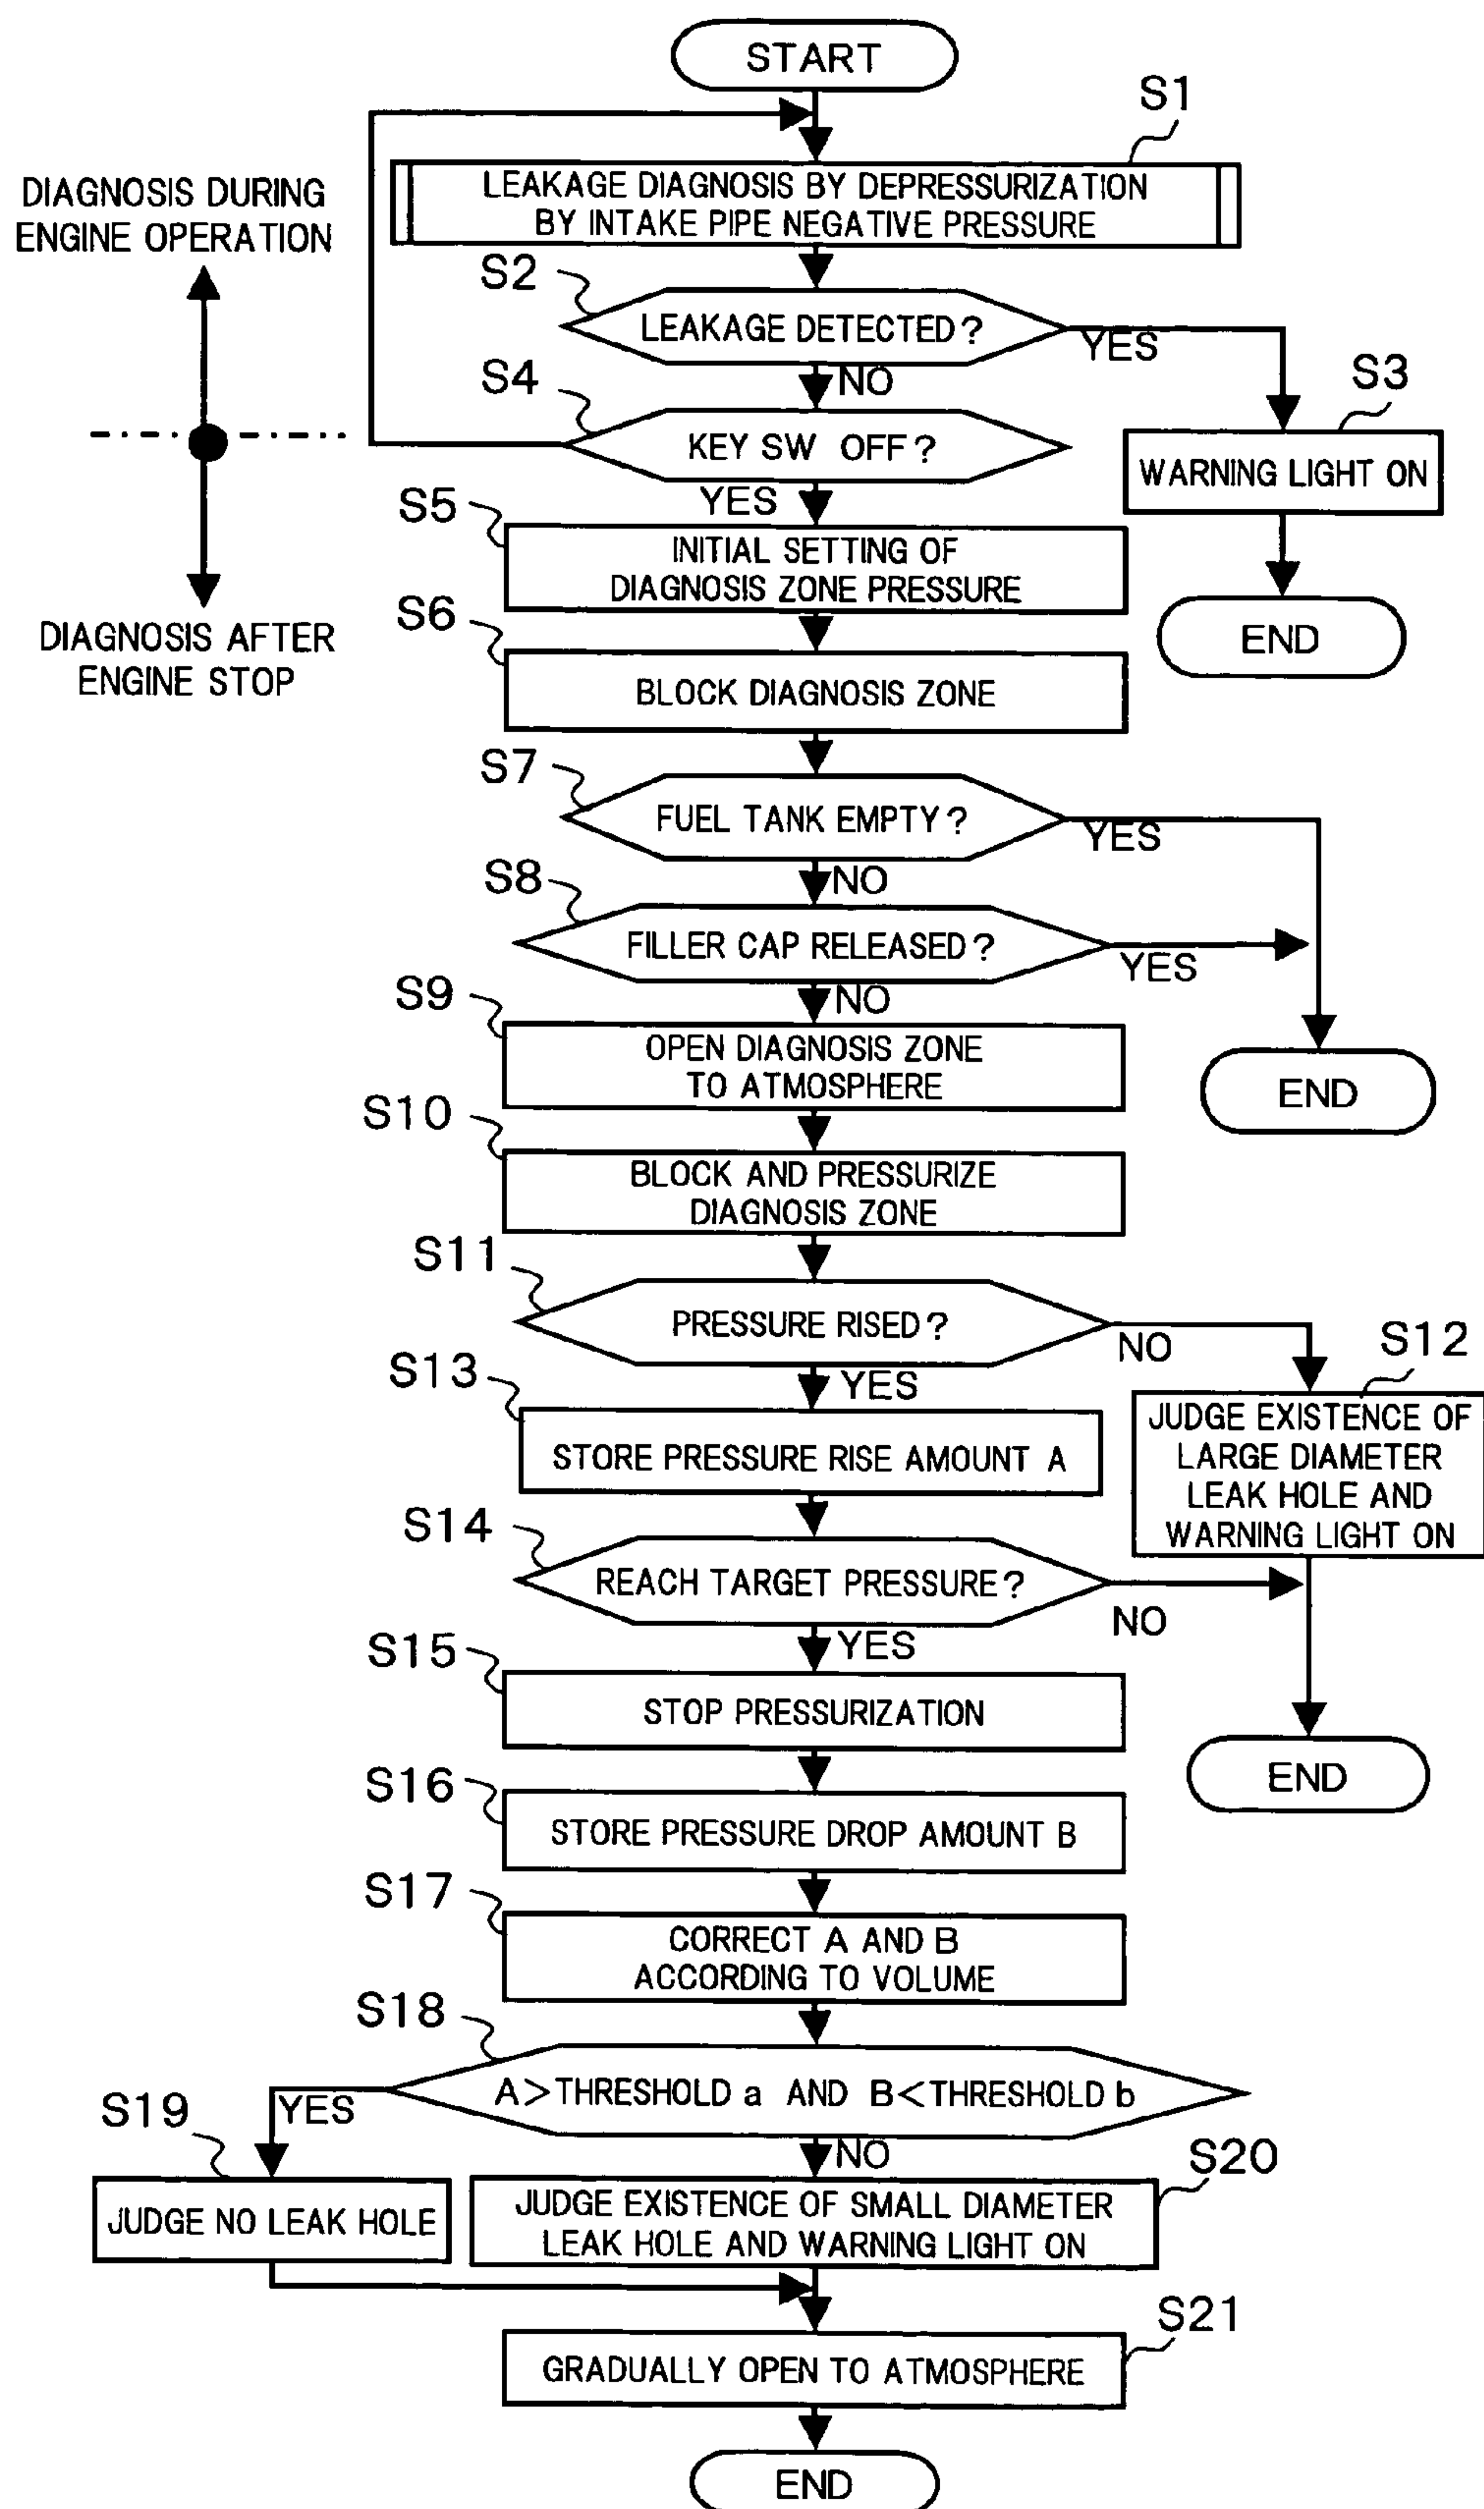 START
S1
LEAKAGE DIAGNOSIS BY DEPRESSURIZATION
BY INTAKE PIPE NEGATIVE PRESSURE
DIAGNOSIS DURING
ENGINE OPERATION
S2
LEAKAGE DETECTED?
YES
NO
S3
WARNING LIGHT ON
END
S4
KEY SW OFF?
YES
DIAGNOSIS AFTER
ENGINE STOP
S5
INITIAL SETTING OF
DIAGNOSIS ZONE PRESSURE
S6
BLOCK DIAGNOSIS ZONE
S7
FUEL TANK EMPTY?
YES
NO
S8
FILLER CAP RELEASED?
YES
NO
END
S9
OPEN DIAGNOSIS ZONE
TO ATMOSPHERE
S10
BLOCK AND PRESSURIZE
DIAGNOSIS ZONE
S11
PRESSURE RISED?
NO
YES
S12
JUDGE EXISTENCE OF
LARGE DIAMETER
LEAK HOLE AND
WARNING LIGHT ON
S13
STORE PRESSURE RISE AMOUNT A
S14
REACH TARGET PRESSURE?
NO
YES
END
S15
STOP PRESSURIZATION
S16
STORE PRESSURE DROP AMOUNT B
S17
CORRECT A AND B
ACCORDING TO VOLUME
S18
A>THRESHOLD a AND B<THRESHOLD b
YES
NO
S19
JUDGE NO LEAK HOLE
S20
JUDGE EXISTENCE OF SMALL DIAMETER
LEAK HOLE AND WARNING LIGHT ON
S21
GRADUALLY OPEN TO ATMOSPHERE
END